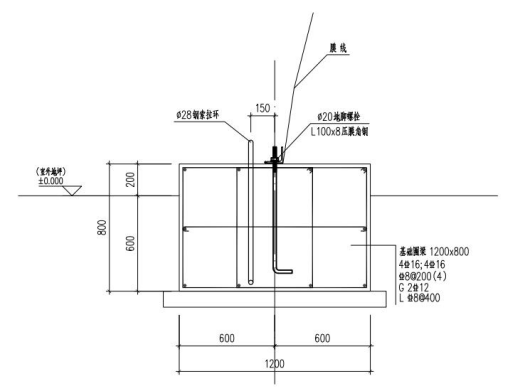 膜线
150
ø28钢索拉环
ø20地脚螺栓
L100x8压膜角钢
(室外地坪)
±0.000
200
800
600
基础圈梁 1200x800
4⏀16;4⏀16
⏀8@200(4)
G 2⏀12
L ⏀8@400
600
600
1200